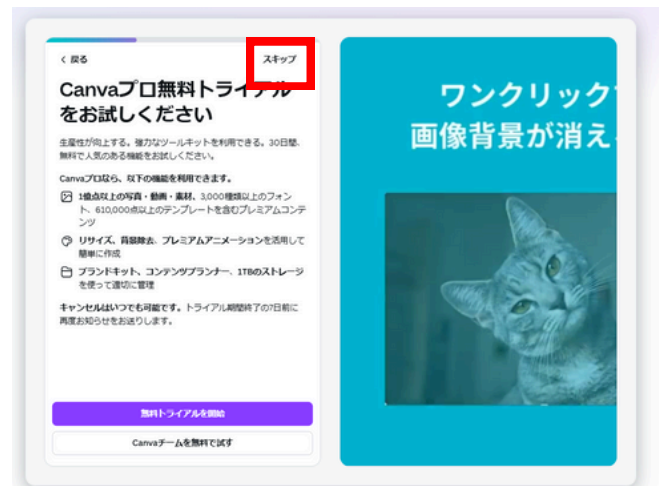 < 戻る
スキップ
Canvaプロ無料トライアル
をお試しください
生産性が向上する。強力なツールキットを利用できる。30日間、
無料で人気のある機能をお試しください。
Canvaプロなら、以下の機能を利用できます。
1億点以上の写真・動画・素材、3,000種類以上のフォン
ト、610,000点以上のテンプレートを含むプレミアムコンテ
ンツ
リサイズ、背景除去、プレミアムアニメーションを活用して
簡単に作成
ブランドキット、コンテンツプランナー、1TBのストレージ
を使って適切に管理
キャンセルはいつでも可能です。トライアル期間終了の7日前に
再度お知らせをお送りします。
無料トライアルを開始
Canvaチームを無料で試す
ワンクリック
画像背景が消え